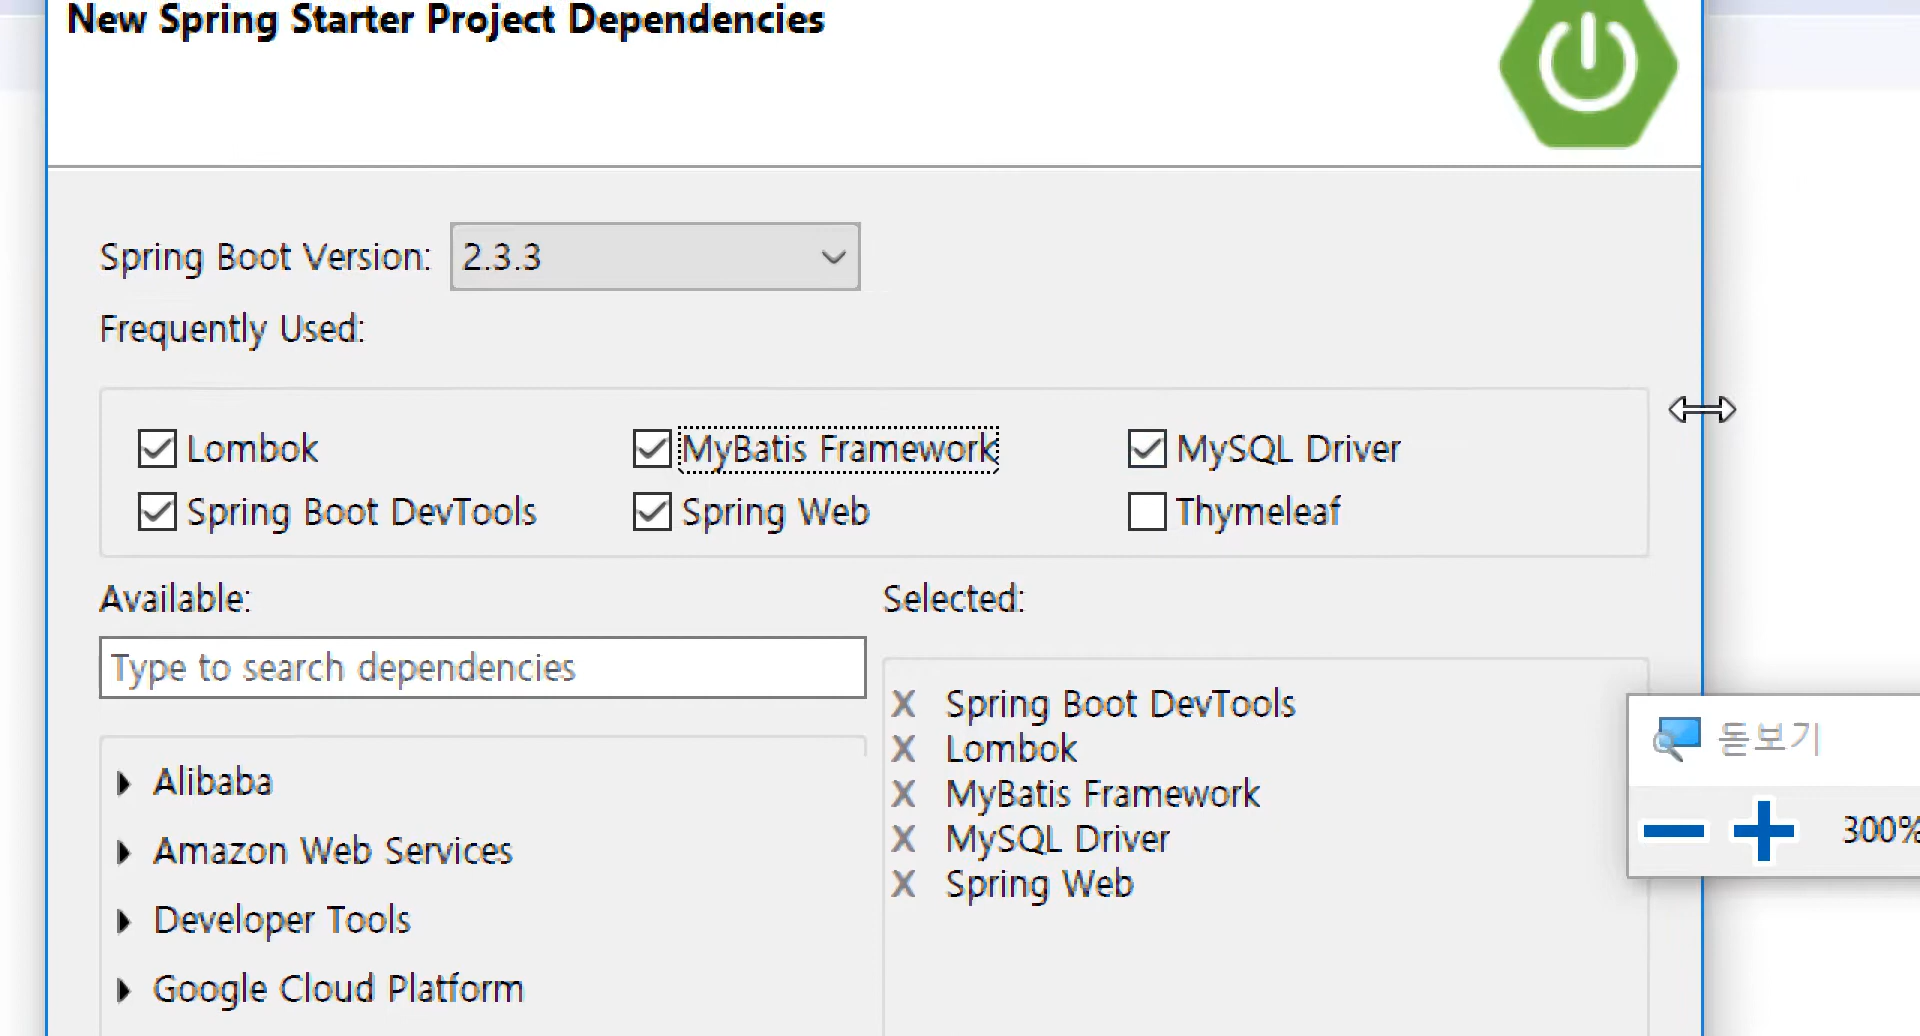 New Spring Starter Project Dependencies
Spring Boot Version: 2.3.3
Frequently Used:
Lombok MyBatis Framework MySQL Driver
Spring Boot DevTools Spring Web Thymeleaf
Available: Selected:
Type to search dependencies
X Spring Boot DevTools
X Lombok
X MyBatis Framework
X MySQL Driver
X Spring Web
Alibaba
Amazon Web Services
Developer Tools
Google Cloud Platform
돋보기
300%